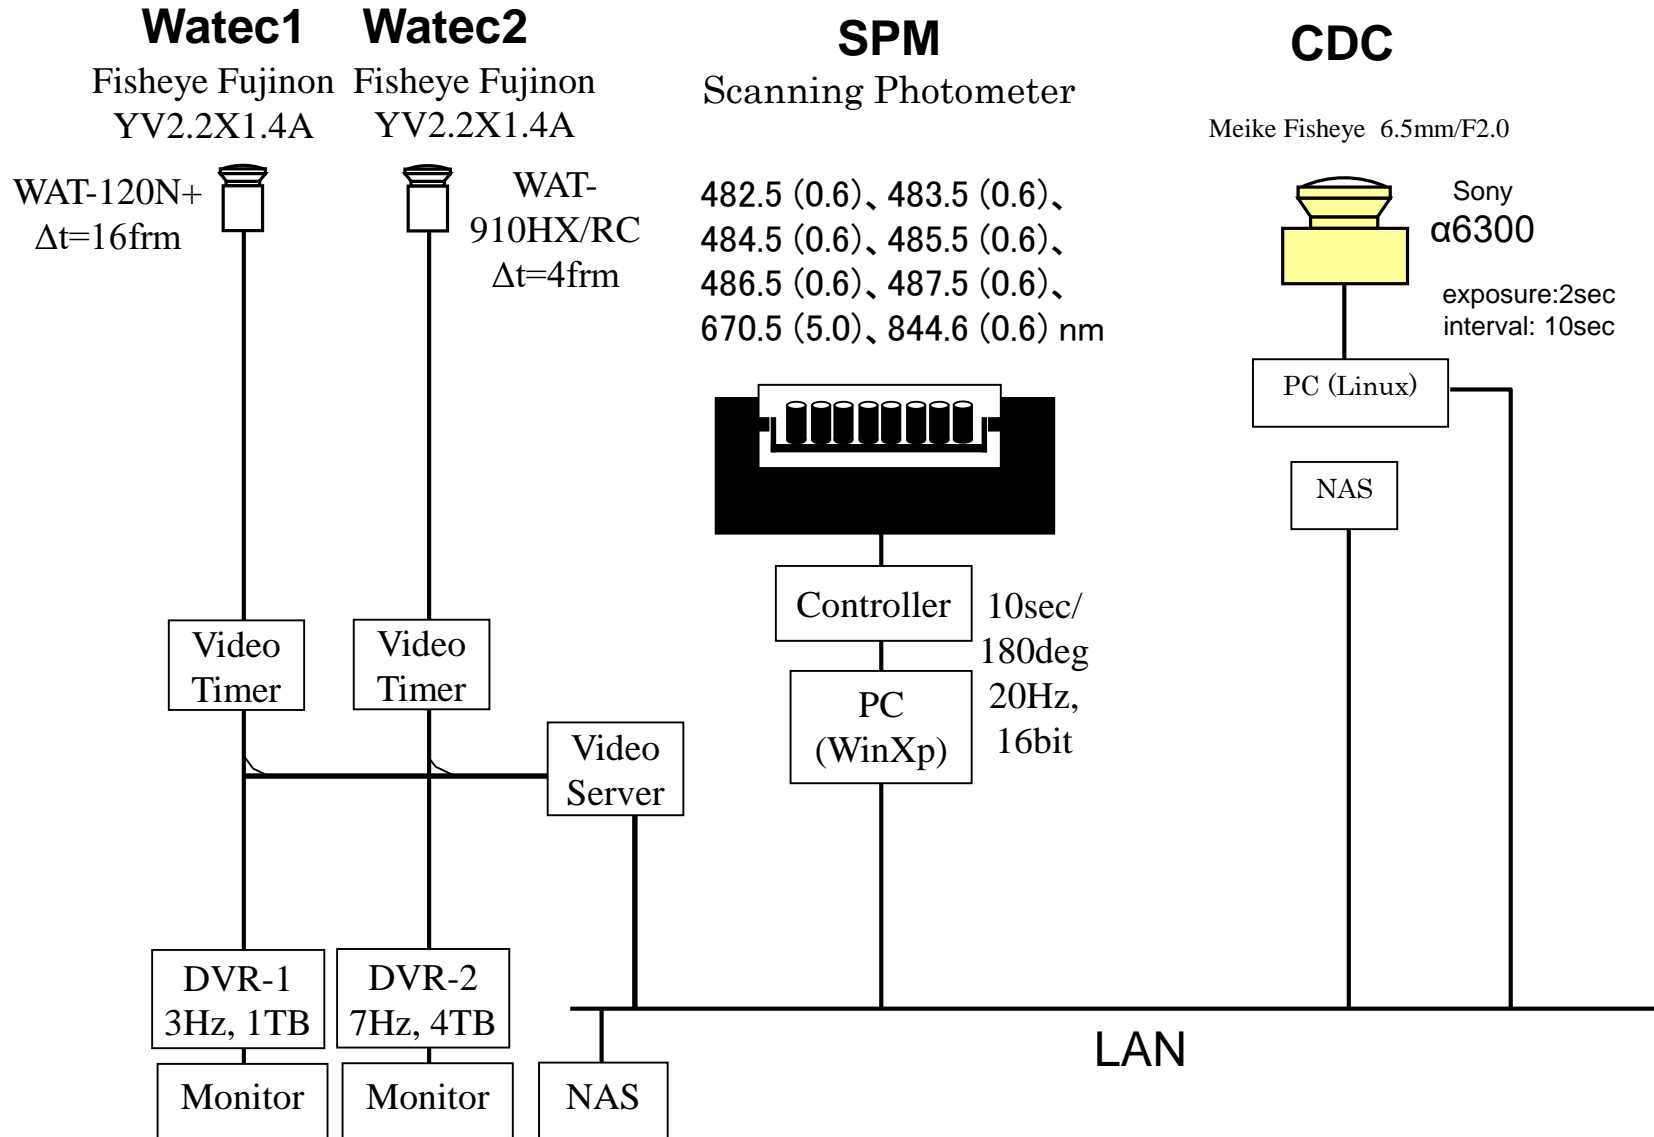 Watec1
Fisheye Fujinon
YV2.2X1.4A
WAT-120N+
Δt=16frm
Video
Timer
DVR-1
3Hz, 1TB
Monitor
Watec2
Fisheye Fujinon
YV2.2X1.4A
WAT-
910HX/RC
Δt=4frm
Video
Timer
DVR-2
7Hz, 4TB
Monitor
Video
Server
NAS
SPM
Scanning Photometer
482.5 (0.6)、483.5 (0.6)、
484.5 (0.6)、485.5 (0.6)、
486.5 (0.6)、487.5 (0.6)、
670.5 (5.0)、844.6 (0.6) nm
Controller
PC
(WinXp)
10sec/
180deg
20Hz,
16bit
CDC
Meike Fisheye 6.5mm/F2.0
Sony
α6300
exposure:2sec
interval: 10sec
PC (Linux)
NAS
LAN